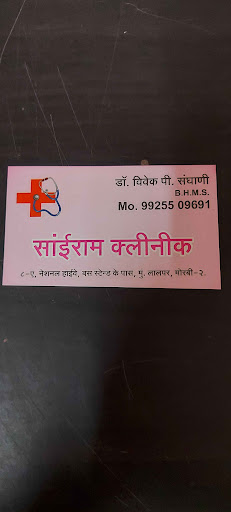 डॉ. विवेक पी. संघाणी
B.H.M.S.
Mo. 99255 09691
सांईराम क्लीनीक
८-ए, नेशनल हाईवे, बस स्टेन्ड के पास, मु. लालपर, मोरबी-२.